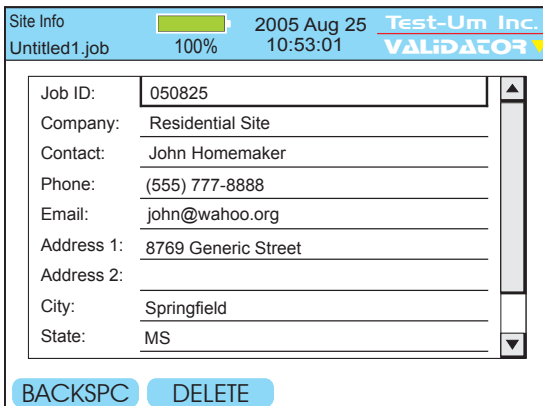 Site Info 2005 Aug 25 Test-Um Inc.
Untitled1.job 100% 10:53:01 VALiDATOR
Job ID: 050825
Company: Residential Site
Contact: John Homemaker
Phone: (555) 777-8888
Email: john@wahoo.org
Address 1: 8769 Generic Street
Address 2:
City: Springfield
State: MS
BACKSPC DELETE